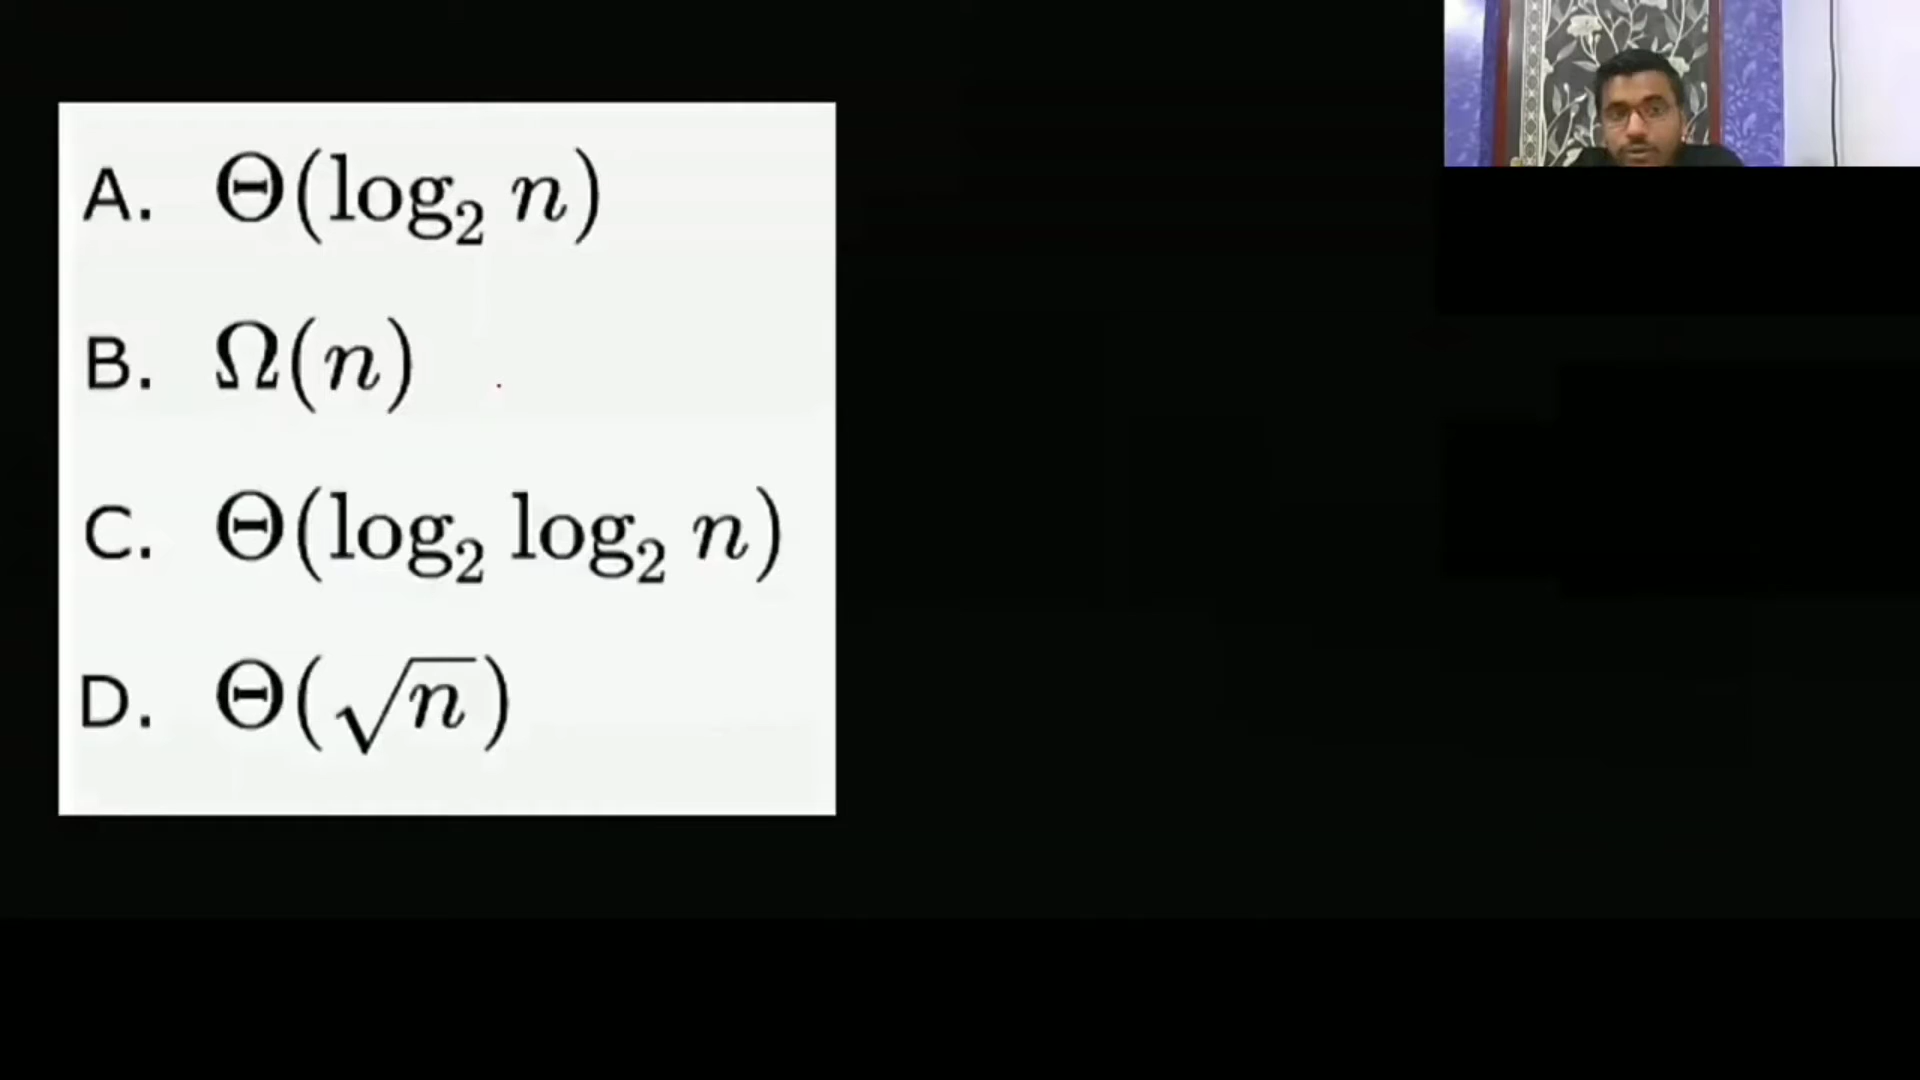 A. Θ(log₂ n)
B. Ω(n)
C. Θ(log₂ log₂ n)
D. Θ(√n)